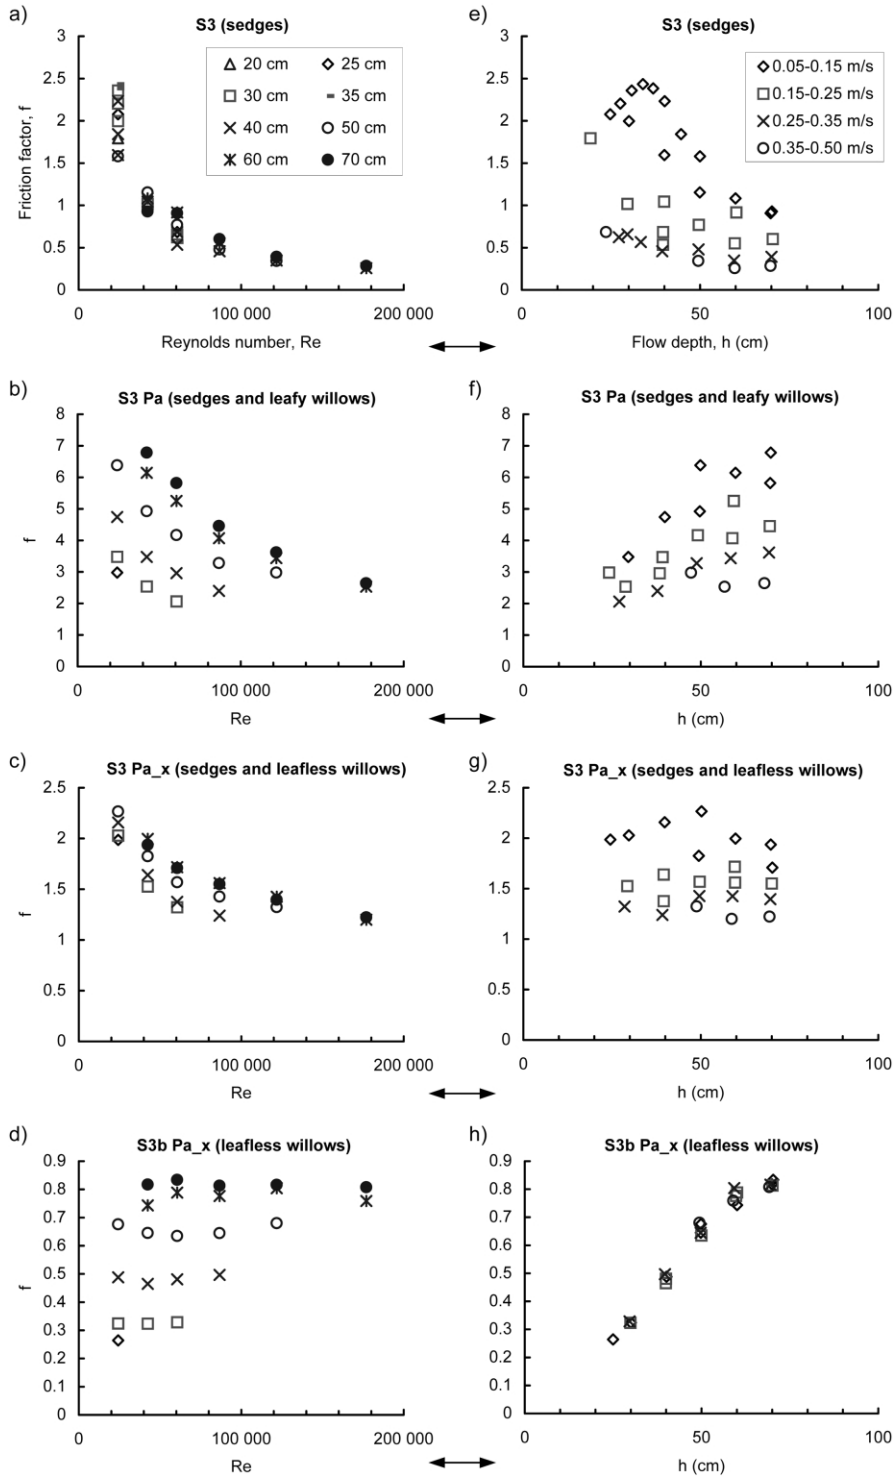 a)
S3 (sedges)
3
2.5
2
1.5
1
0.5
0
Friction factor, f
20 cm
25 cm
30 cm
35 cm
40 cm
50 cm
60 cm
70 cm
0
100 000
200 000
Reynolds number, Re
e)
S3 (sedges)
3
2.5
2
1.5
1
0.5
0
0.05-0.15 m/s
0.15-0.25 m/s
0.25-0.35 m/s
0.35-0.50 m/s
0
50
100
Flow depth, h (cm)
b)
S3 Pa (sedges and leafy willows)
8
7
6
5
4
3
2
1
0
f
0
100 000
200 000
Re
f)
S3 Pa (sedges and leafy willows)
8
7
6
5
4
3
2
1
0
0
50
100
h (cm)
c)
S3 Pa_x (sedges and leafless willows)
2.5
2
1.5
1
0.5
0
f
0
100 000
200 000
Re
g)
S3 Pa_x (sedges and leafless willows)
2.5
2
1.5
1
0.5
0
0
50
100
h (cm)
d)
S3b Pa_x (leafless willows)
0.9
0.8
0.7
0.6
0.5
0.4
0.3
0.2
0.1
0
f
0
100 000
200 000
Re
h)
S3b Pa_x (leafless willows)
0.9
0.8
0.7
0.6
0.5
0.4
0.3
0.2
0.1
0
0
50
100
h (cm)